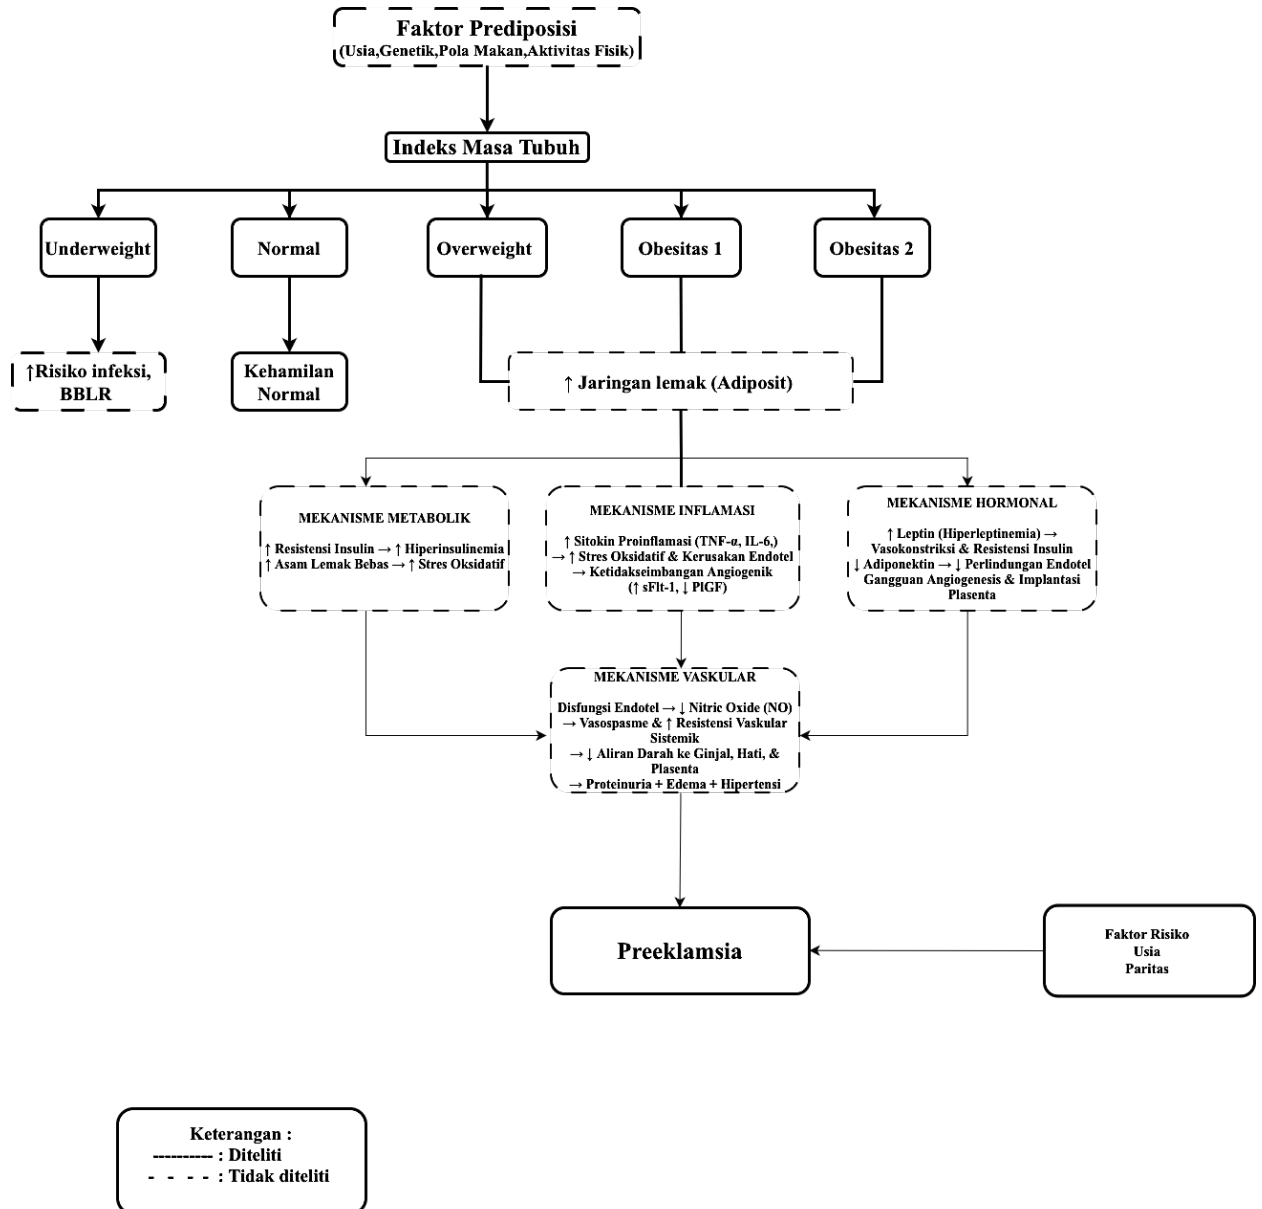 Faktor Prediposisi
(Usia,Genetik,Pola Makan,Aktivitas Fisik)
Indeks Masa Tubuh
Underweight
Normal
Overweight
Obesitas 1
Obesitas 2
↑Risiko infeksi,
BBLR
Kehamilan
Normal
↑ Jaringan lemak (Adiposit)
MEKANISME METABOLIK
↑ Resistensi Insulin → ↑ Hiperinsulinemia
↑ Asam Lemak Bebas → ↑ Stres Oksidatif
MEKANISME INFLAMASI
↑ Sitokin Proinflamasi (TNF-α, IL-6,)
→ ↑ Stres Oksidatif & Kerusakan Endotel
→ Ketidakseimbangan Angiogenik
(↑ sFlt-1, ↓ PlGF)
MEKANISME HORMONAL
↑ Leptin (Hiperleptinemia) →
Vasokonstriksi & Resistensi Insulin
↓ Adiponektin → ↓ Perlindungan Endotel
Gangguan Angiogenesis & Implantasi
Plasenta
MEKANISME VASKULAR
Disfungsi Endotel → ↓ Nitric Oxide (NO)
→ Vasospasme & ↑ Resistensi Vaskular
Sistemik
→ ↓ Aliran Darah ke Ginjal, Hati, &
Plasenta
→ Proteinuria + Edema + Hipertensi
Preeklamsia
Faktor Risiko
Usia
Paritas
Keterangan :
---------- : Diteliti
- - - - : Tidak diteliti